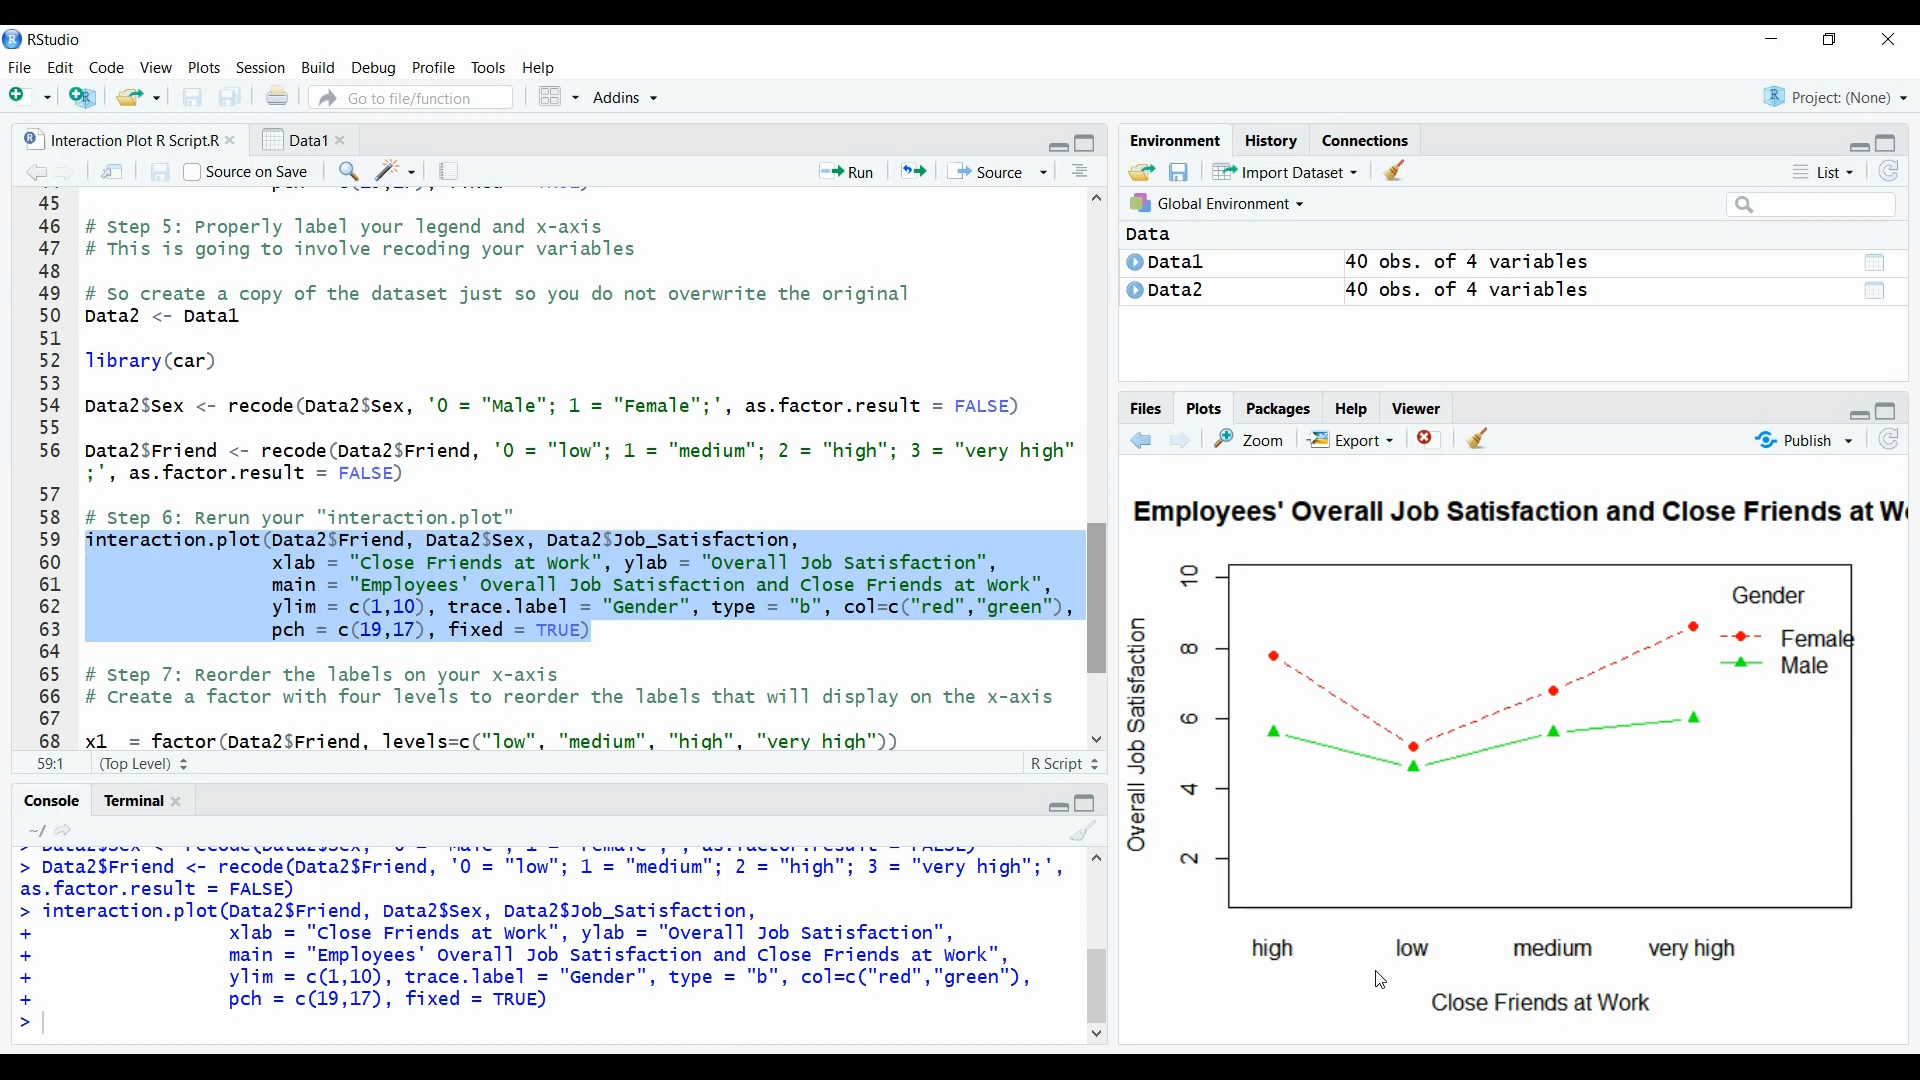 RStudio
File Edit Code View Plots Session Build Debug Profile Tools Help
Go to file/function Addins Project: (None)
Interaction Plot R Script.R Data1
Source on Save Run Source
45
46 # Step 5: Properly label your legend and x-axis
47 # This is going to involve recoding your variables
48
49 # So create a copy of the dataset just so you do not overwrite the original
50 Data2 <- Data1
51
52 library(car)
53
54 Data2$Sex <- recode(Data2$Sex, '0 = "Male"; 1 = "Female";', as.factor.result = FALSE)
55
56 Data2$Friend <- recode(Data2$Friend, '0 = "low"; 1 = "medium"; 2 = "high"; 3 = "very high"
;', as.factor.result = FALSE)
57
58 # Step 6: Rerun your "interaction.plot"
59 interaction.plot(Data2$Friend, Data2$Sex, Data2$Job_Satisfaction,
60 xlab = "Close Friends at Work", ylab = "Overall Job Satisfaction",
61 main = "Employees' Overall Job Satisfaction and Close Friends at Work",
62 ylim = c(1,10), trace.label = "Gender", type = "b", col=c("red","green"),
63 pch = c(19,17), fixed = TRUE)
64
65 # Step 7: Reorder the labels on your x-axis
66 # Create a factor with four levels to reorder the labels that will display on the x-axis
67
68 x1 = factor(Data2$Friend, levels=c("low", "medium", "high", "very high"))
59:1 (Top Level) R Script
Console Terminal
~/
> Data2$Friend <- recode(Data2$Friend, '0 = "low"; 1 = "medium"; 2 = "high"; 3 = "very high";',
as.factor.result = FALSE)
> interaction.plot(Data2$Friend, Data2$Sex, Data2$Job_Satisfaction,
+ xlab = "Close Friends at Work", ylab = "Overall Job Satisfaction",
+ main = "Employees' Overall Job Satisfaction and Close Friends at Work",
+ ylim = c(1,10), trace.label = "Gender", type = "b", col=c("red","green"),
+ pch = c(19,17), fixed = TRUE)
>
Environment History Connections
Import Dataset List
Global Environment
Data
Data1 40 obs. of 4 variables
Data2 40 obs. of 4 variables
Files Plots Packages Help Viewer
Zoom Export Publish
Employees' Overall Job Satisfaction and Close Friends at W
Overall Job Satisfaction
10
8
6
4
2
Gender
Female
Male
high low medium very high
Close Friends at Work